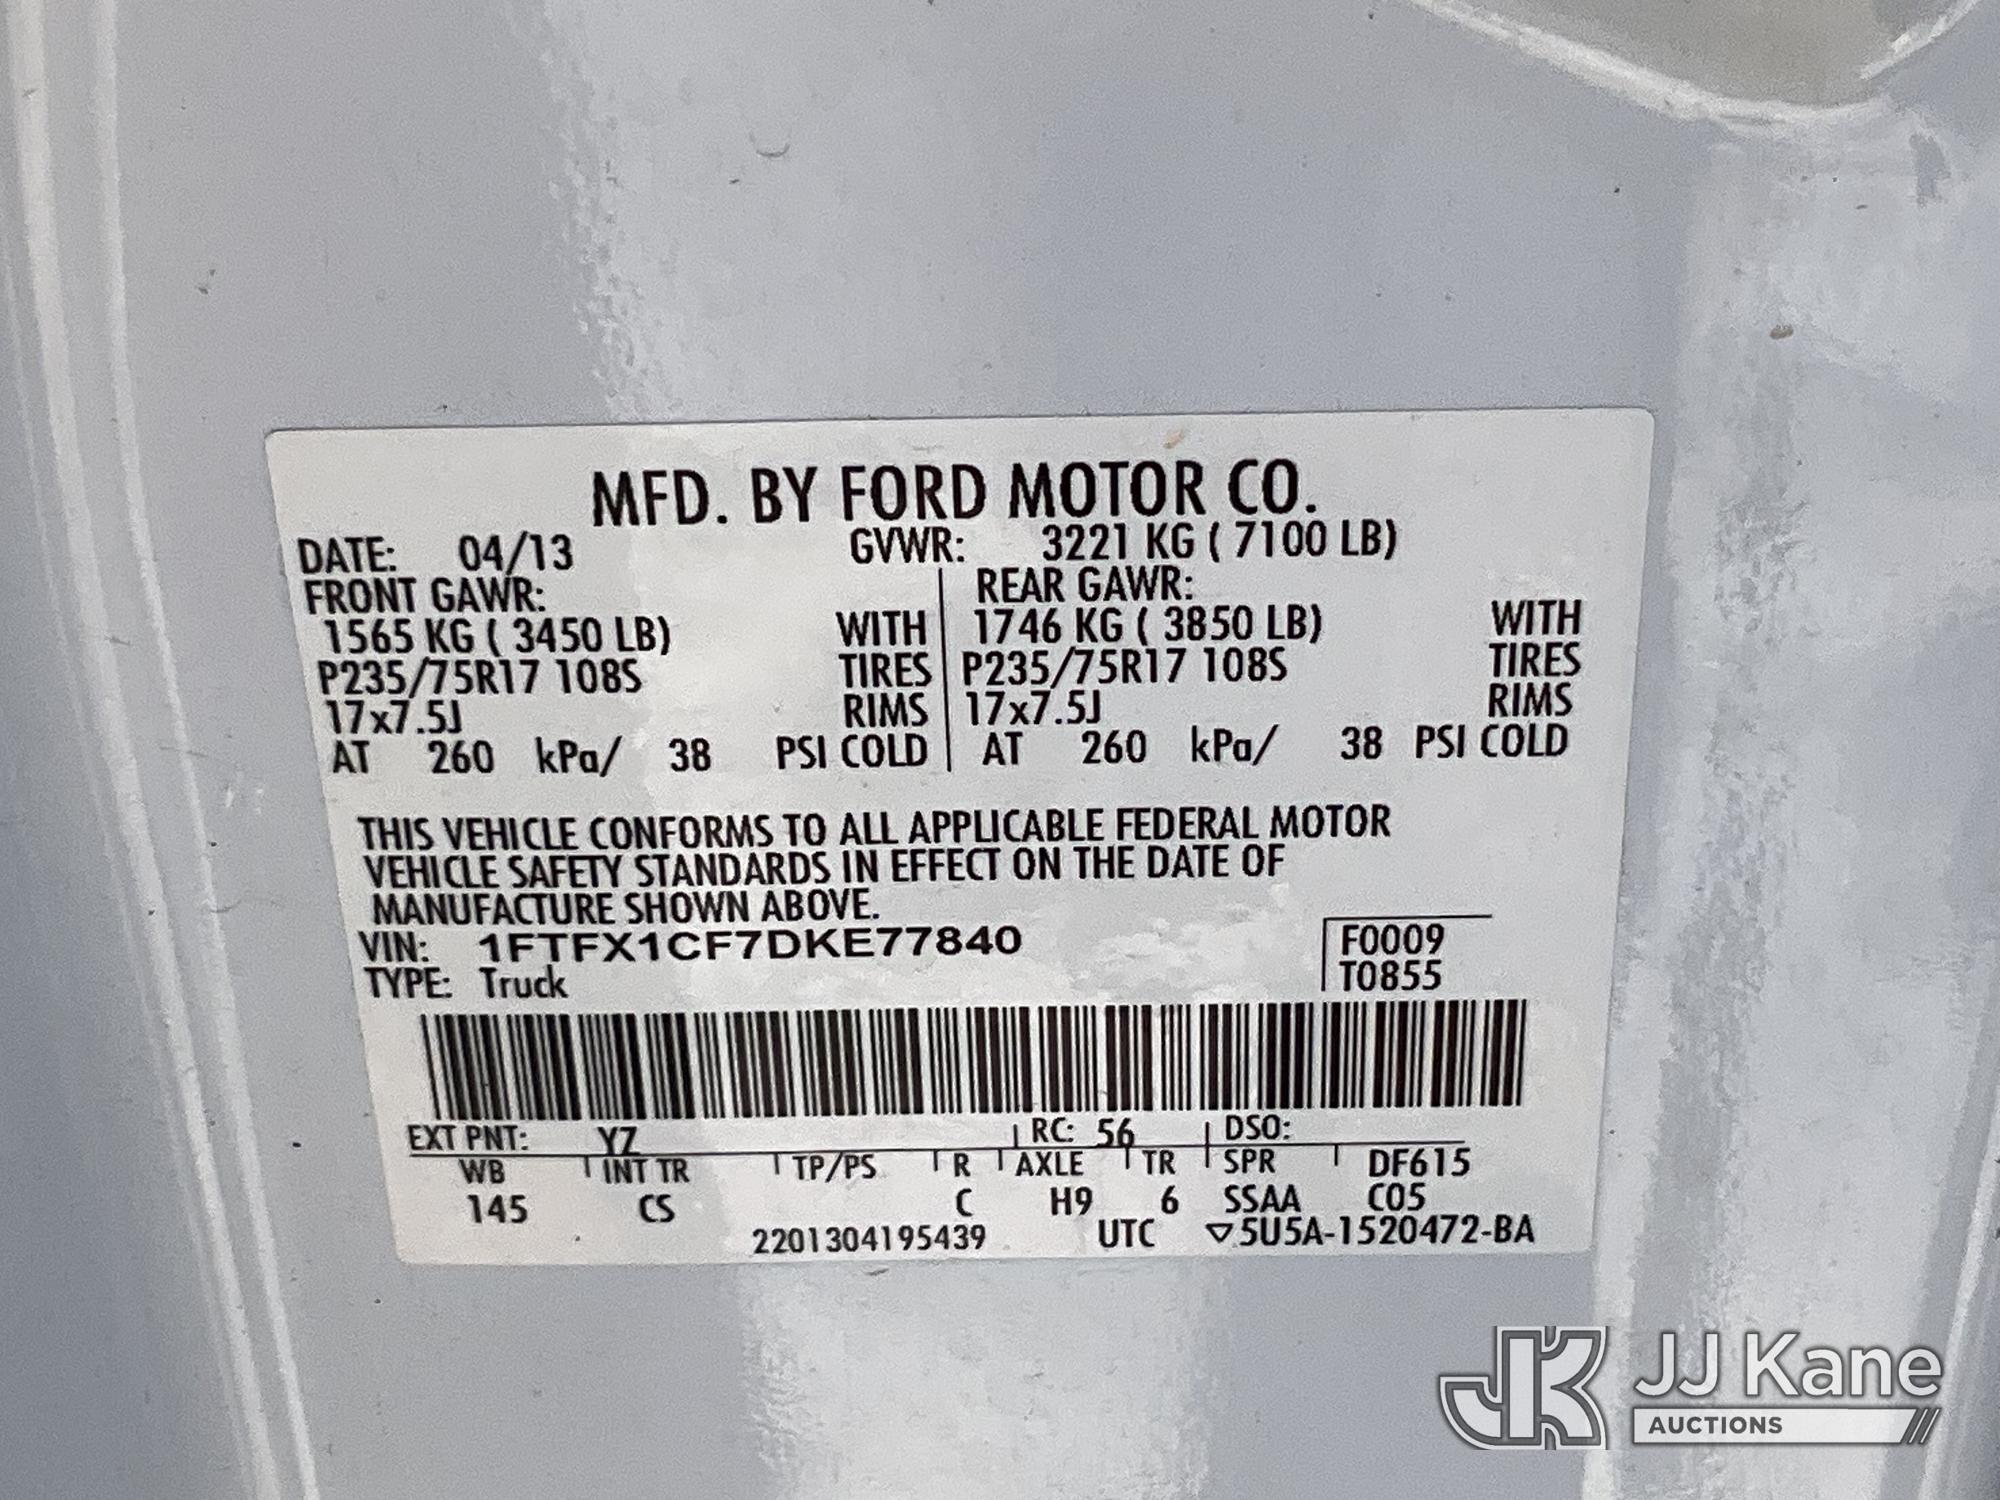 MFD. BY FORD MOTOR CO.
DATE: 04/13 GVWR: 3221 KG ( 7100 LB)
FRONT GAWR: REAR GAWR:
1565 KG ( 3450 LB) WITH 1746 KG ( 3850 LB) WITH
P235/75R17 108S TIRES P235/75R17 108S TIRES
17x7.5J RIMS 17x7.5J RIMS
AT 260 kPa/ 38 PSI COLD AT 260 kPa/ 38 PSI COLD
THIS VEHICLE CONFORMS TO ALL APPLICABLE FEDERAL MOTOR
VEHICLE SAFETY STANDARDS IN EFFECT ON THE DATE OF
MANUFACTURE SHOWN ABOVE.
VIN: 1FTFX1CF7DKE77840 F0009
TYPE: Truck T0855
EXT PNT: YZ RC: 56 DSO:
WB INT TR TP/PS R AXLE TR SPR DF615
145 CS C H9 6 SSAA C05
2201304195439 UTC ▽5U5A-1520472-BA
JK JJ Kane
AUCTIONS